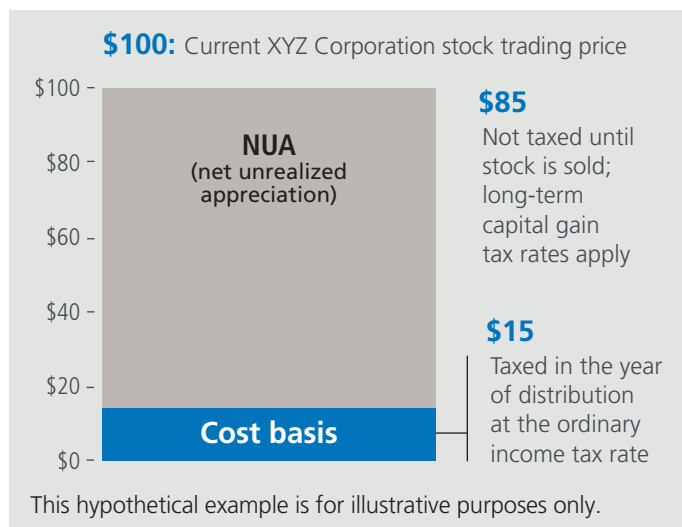 $100: Current XYZ Corporation stock trading price
$100
$80
$60
$40
$20
$0
NUA
(net unrealized
appreciation)
Cost basis
$85
Not taxed until
stock is sold;
long-term
capital gain
tax rates apply
$15
Taxed in the year
of distribution
at the ordinary
income tax rate
This hypothetical example is for illustrative purposes only.